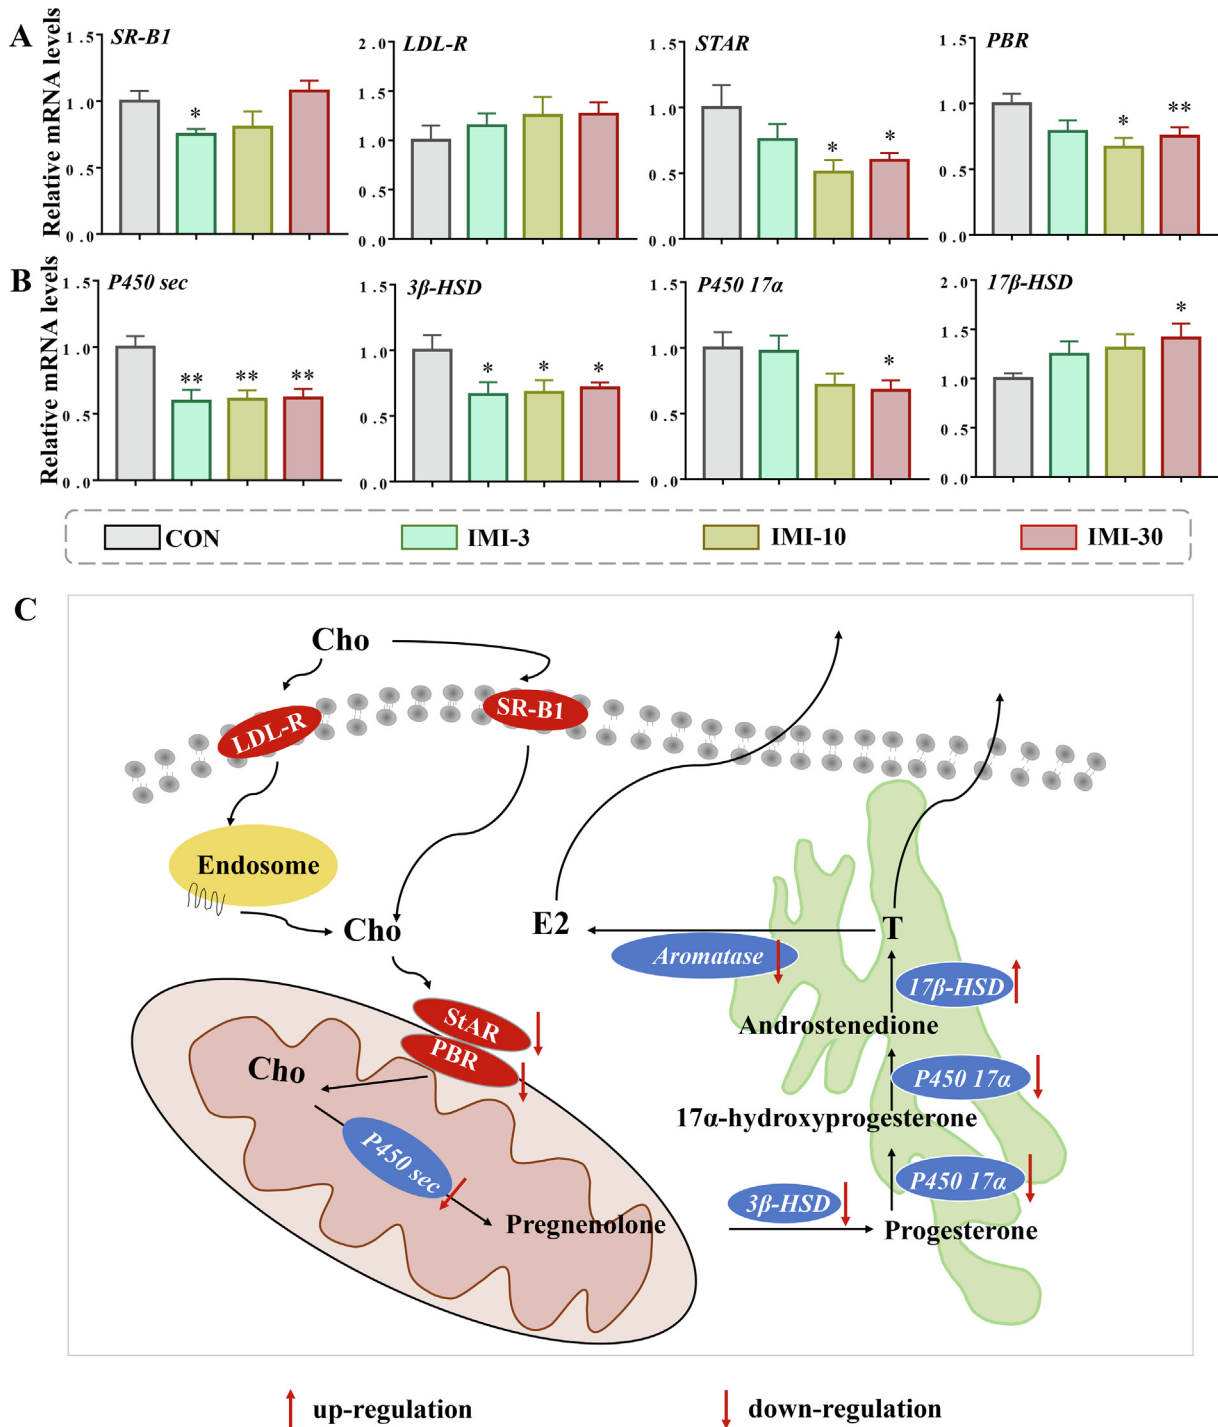 A
Relative mRNA levels
SR-B1
1.5
1.0
0.5
0.0
*
LDL-R
2.0
1.5
1.0
0.5
0.0
STAR
1.5
1.0
0.5
0.0
*
*
PBR
1.5
1.0
0.5
0.0
*
**
B
Relative mRNA levels
P450 sec
1.5
1.0
0.5
0.0
**
**
**
3β-HSD
1.5
1.0
0.5
0.0
*
*
*
P450 17α
1.5
1.0
0.5
0.0
*
17β-HSD
2.0
1.5
1.0
0.5
0.0
*
CON
IMI-3
IMI-10
IMI-30
C
Cho
LDL-R
SR-B1
Endosome
Cho
E2
T
Aromatase
17β-HSD
StAR
Androstenedione
PBR
Cho
P450 17α
17α-hydroxyprogesterone
P450 sec
P450 17α
3β-HSD
Pregnenolone
Progesterone
up-regulation
down-regulation